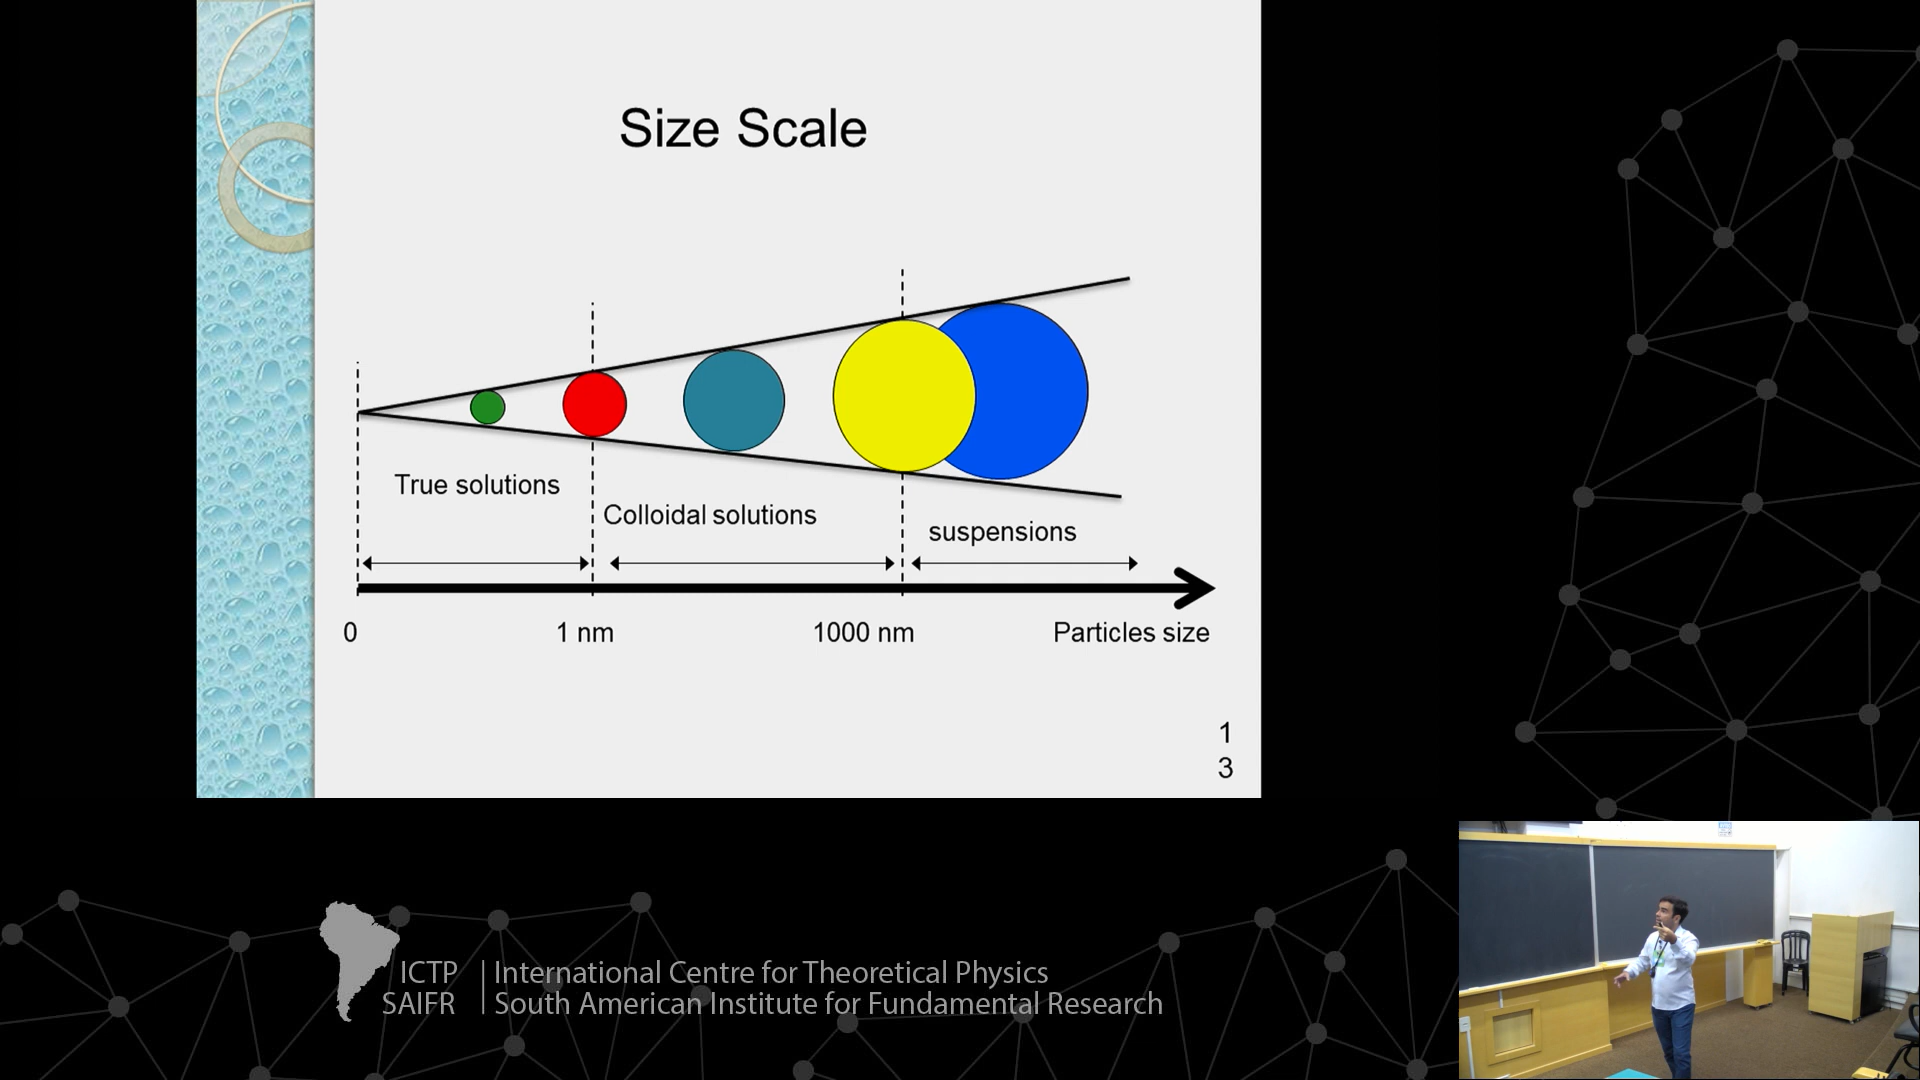 Size Scale
True solutions
Colloidal solutions
suspensions
0
1 nm
1000 nm
Particles size
1
3
ICTP
SAIFR
International Centre for Theoretical Physics
South American Institute for Fundamental Research